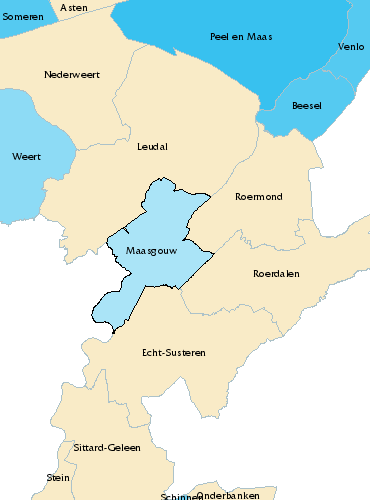 Asten
Someren
Peel en Maas
Venlo
Nederweert
Beesel
Leudal
Weert
Roermond
Maasgouw
Roerdalen
Echt-Susteren
Sittard-Geleen
Stein
Schinnen
Onderbanken